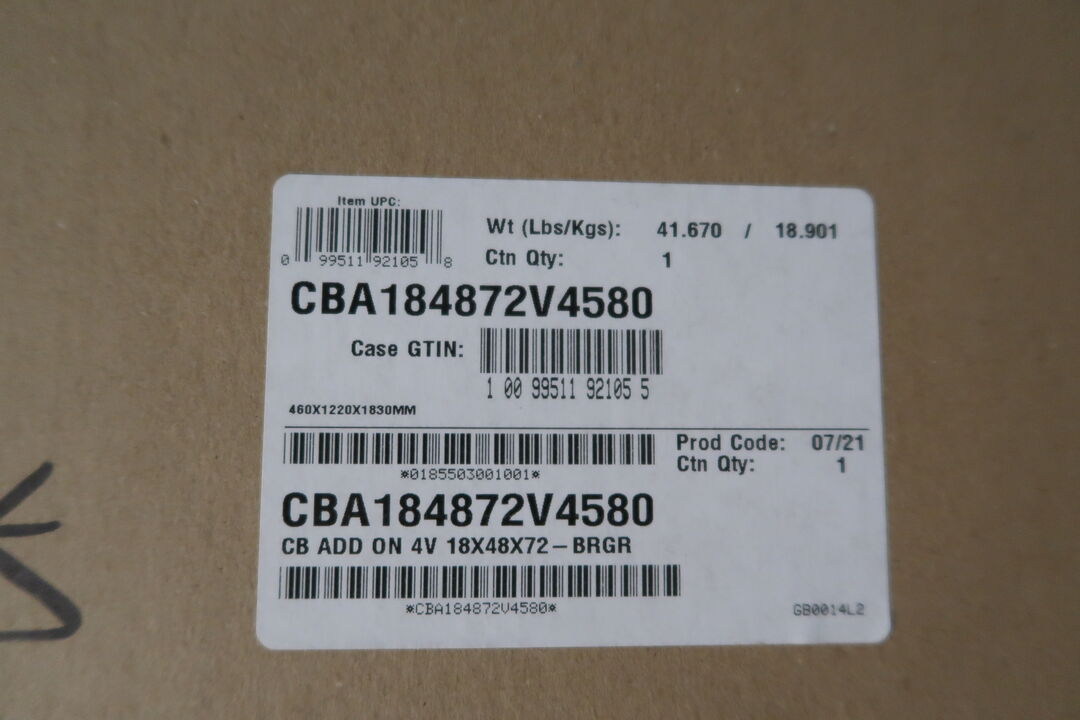 Item UPC:
0 99511 92105 8
Wt (Lbs/Kgs): 41.670 / 18.901
Ctn Qty: 1
CBA184872V4580
Case GTIN:
1 00 99511 92105 5
460X1220X1830MM
Prod Code: 07/21
Ctn Qty: 1
*0185503001001*
CBA184872V4580
CB ADD ON 4V 18X48X72-BRGR
*CBA184872V4580*
GB0014L2